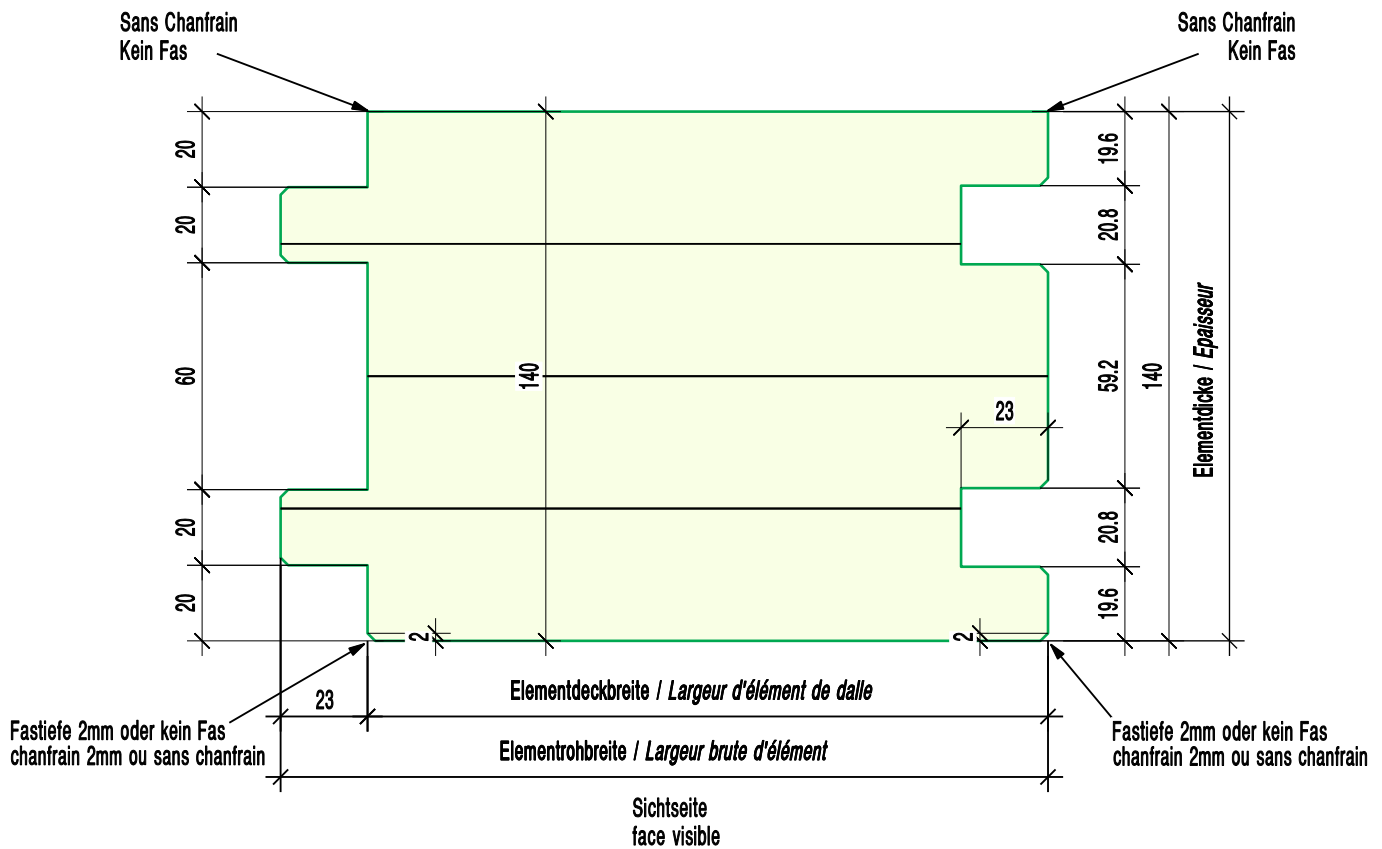 Sans Chanfrain
Kein Fas
Sans Chanfrain
Kein Fas
20
20
60
20
20
140
19.6
20.8
59.2
20.8
19.6
140
Elementdicke / Epaisseur
23
2
2
23
Elementdeckbreite / Largeur d'élément de dalle
Fastiefe 2mm oder kein Fas
chanfrain 2mm ou sans chanfrain
Fastiefe 2mm oder kein Fas
chanfrain 2mm ou sans chanfrain
Elementrohbreite / Largeur brute d'élément
Sichtseite
face visible